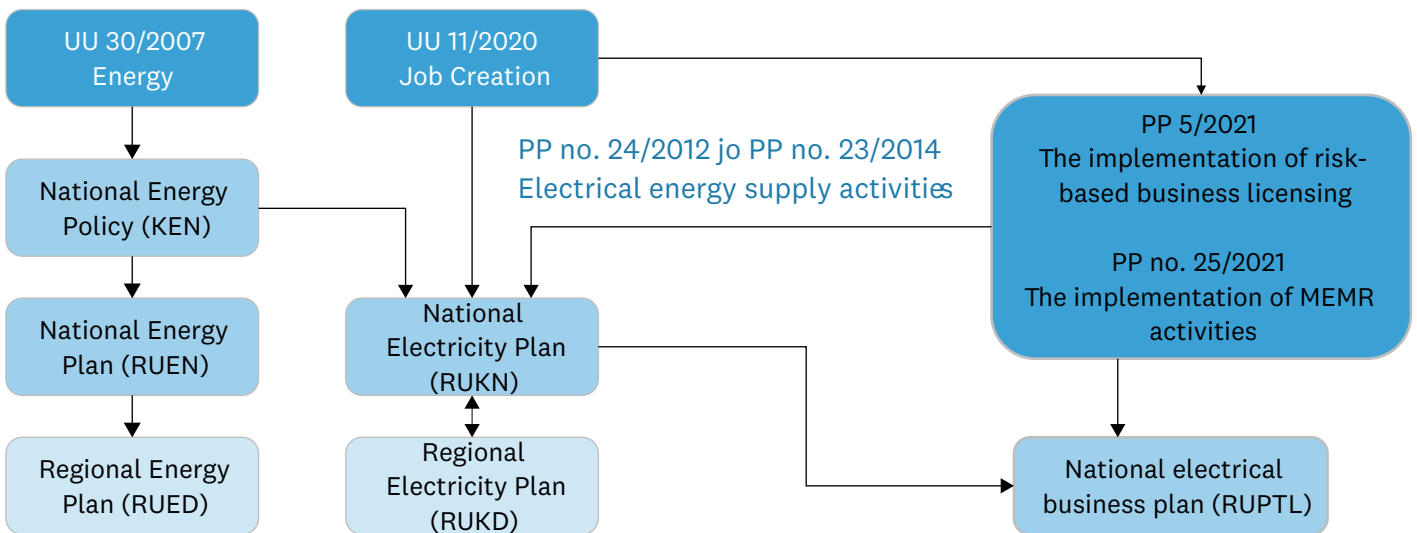 UU 30/2007
Energy
UU 11/2020
Job Creation
PP no. 24/2012 jo PP no. 23/2014
Electrical energy supply activities
PP 5/2021
The implementation of risk-
based business licensing
PP no. 25/2021
The implementation of MEMR
activities
National Energy
Policy (KEN)
National Energy
Plan (RUEN)
National
Electricity Plan
(RUKN)
Regional Energy
Plan (RUED)
Regional
Electricity Plan
(RUKD)
National electrical
business plan (RUPTL)